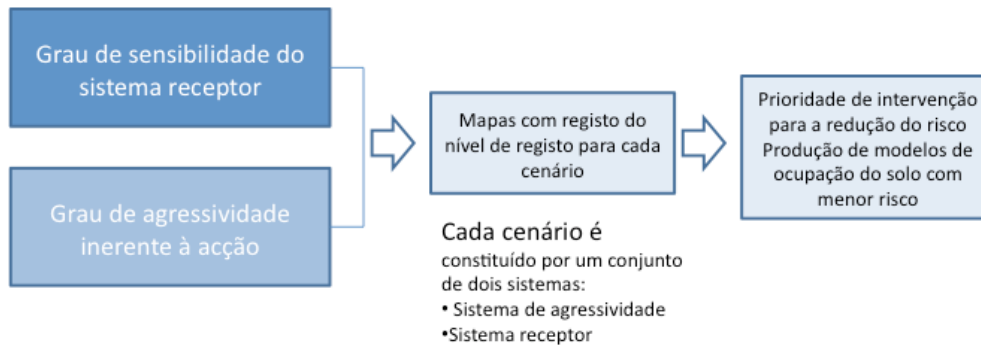 Grau de sensibilidade do
sistema receptor
Grau de agressividade
inerente à acção
Mapas com registo do
nível de registo para cada
cenário
Cada cenário é
constituído por um conjunto
de dois sistemas:
• Sistema de agressividade
•Sistema receptor
Prioridade de intervenção
para a redução do risco
Produção de modelos de
ocupação do solo com
menor risco